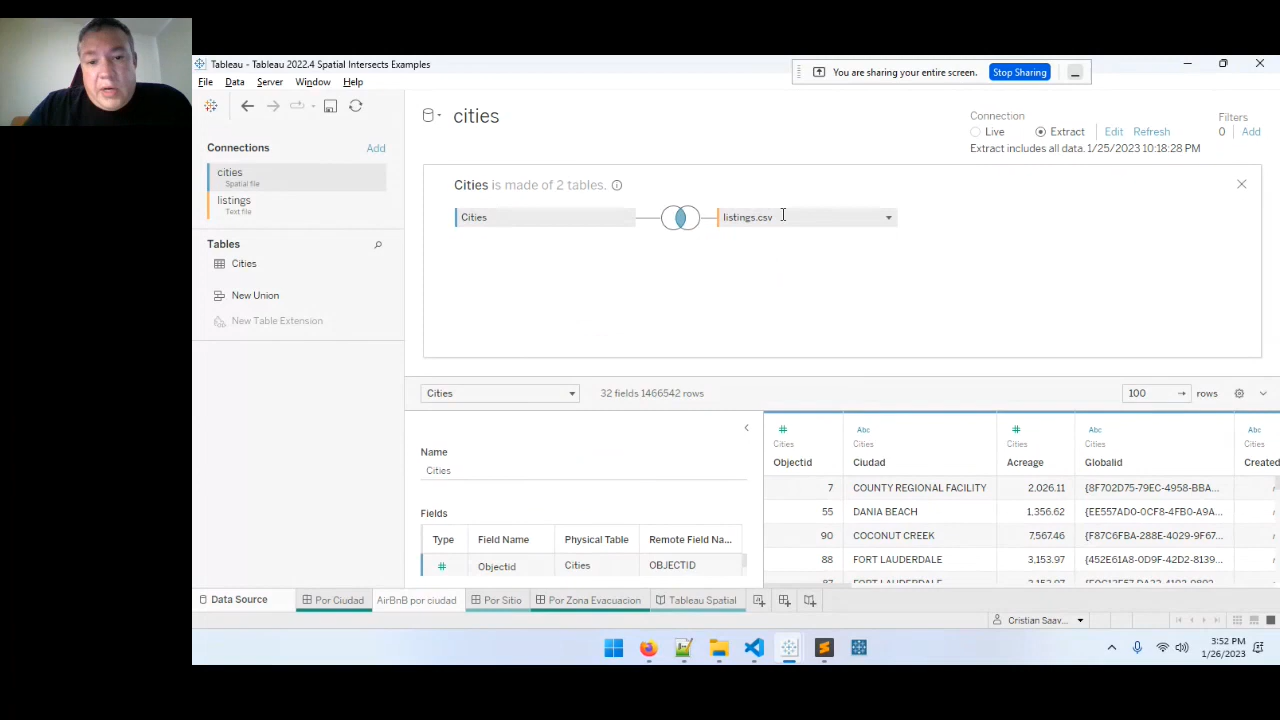 Tableau - Tableau 2022.4 Spatial Intersects Examples
You are sharing your entire screen.
Stop Sharing
File Data Server Window Help
Connections
Add
cities
Spatial file
listings
Text file
Tables
Cities
New Union
New Table Extension
cities
Connection
Live
Extract
Edit
Refresh
Extract includes all data. 1/25/2023 10:18:28 PM
Filters
0
Add
Cities is made of 2 tables.
Cities
listings.csv
Cities
32 fields 1466542 rows
100
rows
Name
Cities
Fields
Type Field Name Physical Table Remote Field Na...
# Objectid Cities OBJECTID
# Abc # Abc
Cities Cities Cities Cities Cities
Objectid Ciudad Acreage Globalid Created
7 COUNTY REGIONAL FACILITY 2,026.11 {8F702D75-79EC-4958-BBA...
55 DANIA BEACH 1,356.62 {EE557AD0-0CF8-4FB0-A9A...
90 COCONUT CREEK 7,567.46 {F87C6FBA-288E-4029-9F67...
88 FORT LAUDERDALE 3,153.97 {452E61A8-0D9F-42D2-8139...
Data Source
Por Ciudad
AirBnB por ciudad
Por Sitio
Por Zona Evacuacion
Tableau Spatial
Cristian Saav...
3:52 PM
1/26/2023